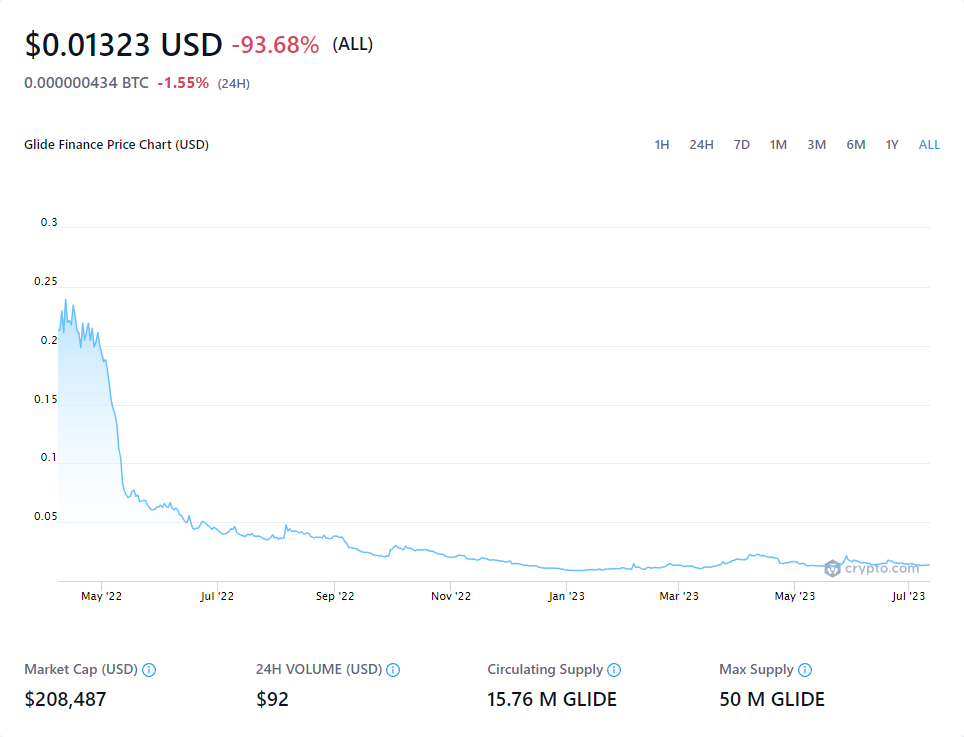 $0.01323 USD -93.68% (ALL)
0.000000434 BTC -1.55% (24H)
Glide Finance Price Chart (USD) 1H 24H 7D 1M 3M 6M 1Y ALL
0.3
0.25
0.2
0.15
0.1
0.05
crypto.com
May '22 Jul '22 Sep '22 Nov '22 Jan '23 Mar '23 May '23 Jul '23
Market Cap (USD) 24H VOLUME (USD) Circulating Supply Max Supply
$208,487 $92 15.76 M GLIDE 50 M GLIDE